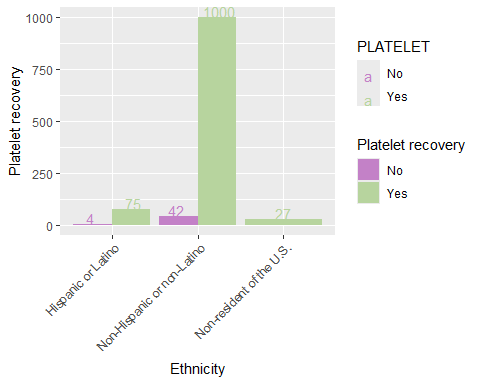 1000
750
500
250
0
Platelet recovery
4
75
42
1000
27
Hispanic or Latino
Non-Hispanic or non-Latino
Non-resident of the U.S.
Ethnicity
PLATELET
a No
a Yes
Platelet recovery
No
Yes